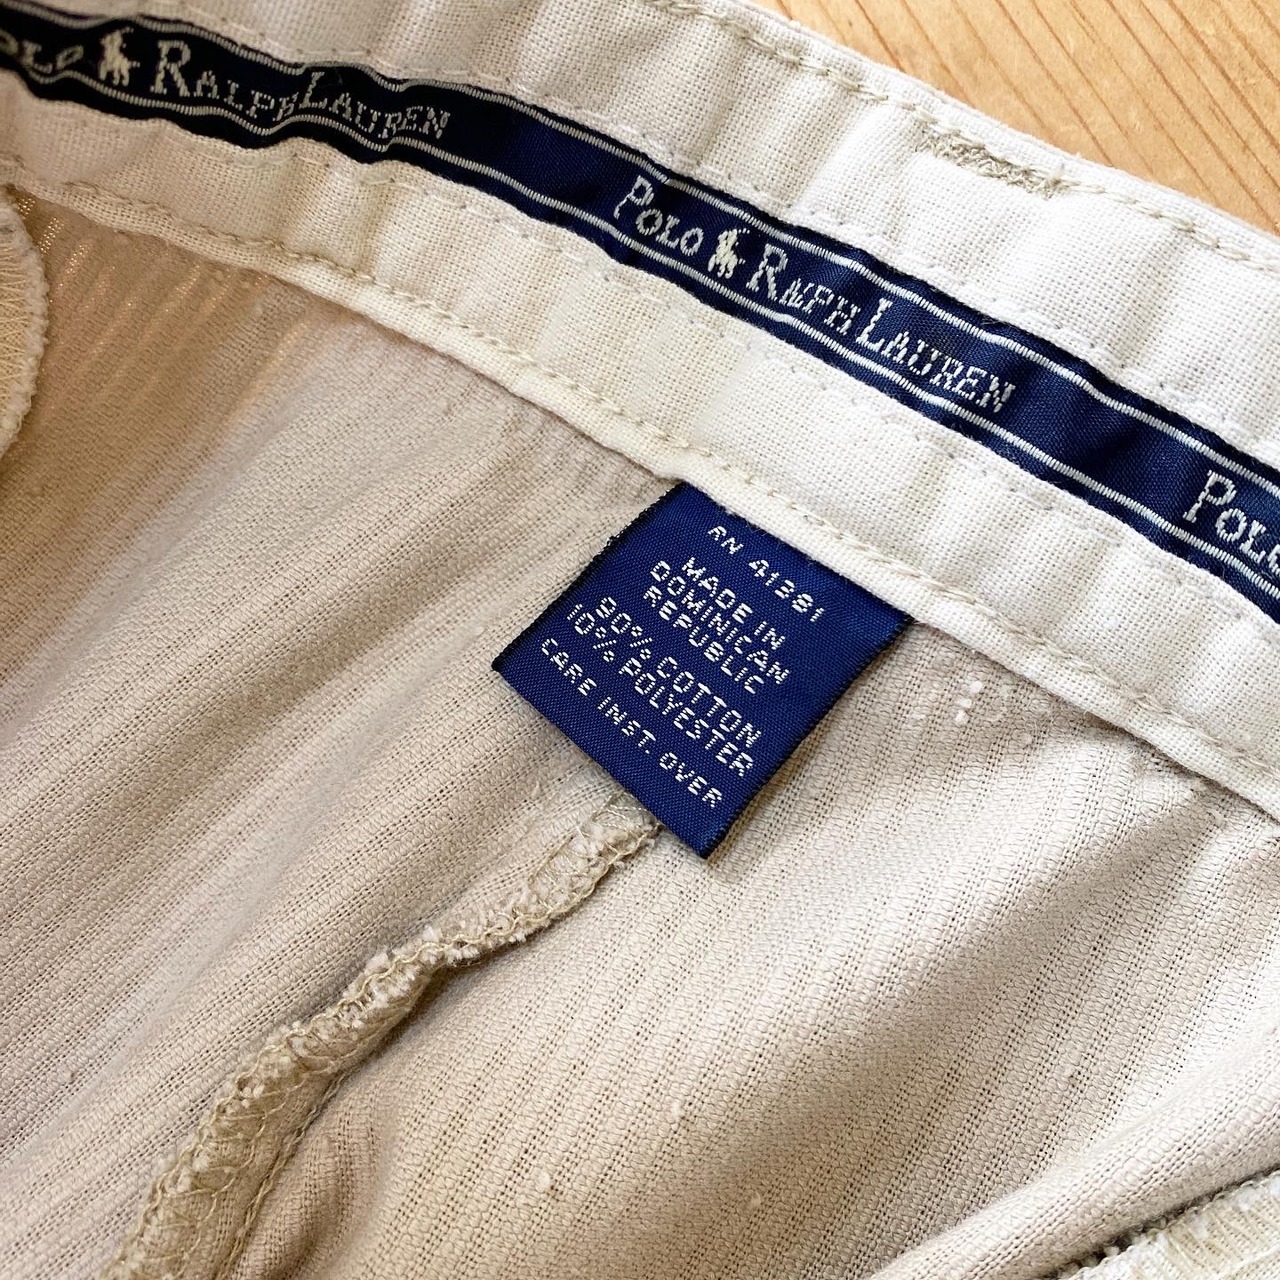 POLO RALPH LAUREN
POLO RALPH LAUREN
POLO
RN 41381
MADE IN
DOMINICAN
REPUBLIC
90% COTTON
10% POLYESTER
CARE INST. OVER